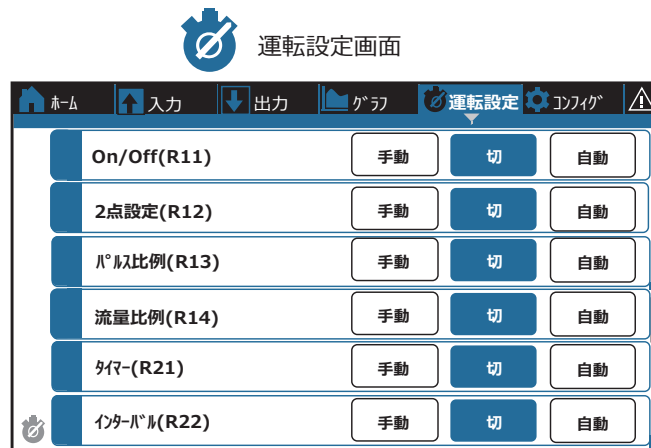 運転設定画面
ﾎｰﾑ 入力 出力 ｸﾞﾗﾌ 運転設定 ｺﾝﾌｨｸﾞ
On/Off(R11) 手動 切 自動
2点設定(R12) 手動 切 自動
ﾊﾟﾙｽ比例(R13) 手動 切 自動
流量比例(R14) 手動 切 自動
ﾀｲﾏｰ(R21) 手動 切 自動
ｲﾝﾀｰﾊﾞﾙ(R22) 手動 切 自動